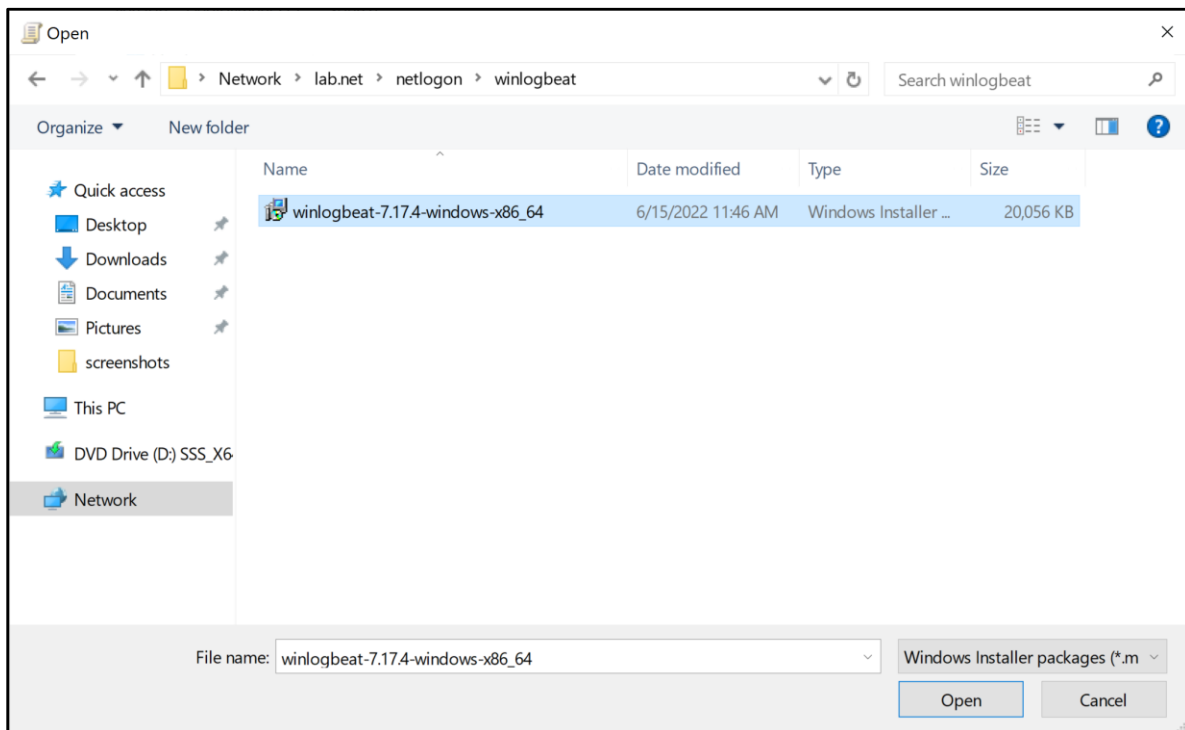 Open
Network > lab.net > netlogon > winlogbeat
Search winlogbeat
Organize
New folder
Name
Date modified
Type
Size
Quick access
Desktop
Downloads
Documents
Pictures
screenshots
This PC
DVD Drive (D:) SSS_X6
Network
winlogbeat-7.17.4-windows-x86_64 6/15/2022 11:46 AM Windows Installer ... 20,056 KB
File name: winlogbeat-7.17.4-windows-x86_64
Windows Installer packages (*.m
Open
Cancel